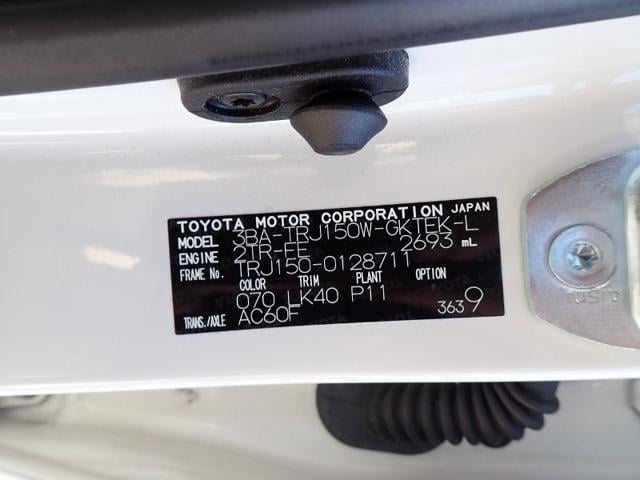 TOYOTA MOTOR CORPORATION JAPAN
MODEL 3BA-TRJ150W-GKTEK-L
ENGINE 2TR-FE 2693 mL
FRAME No. TRJ150-0128711
COLOR TRIM PLANT OPTION
070 LK40 P11
TRANS./AXLE AC60F 3639